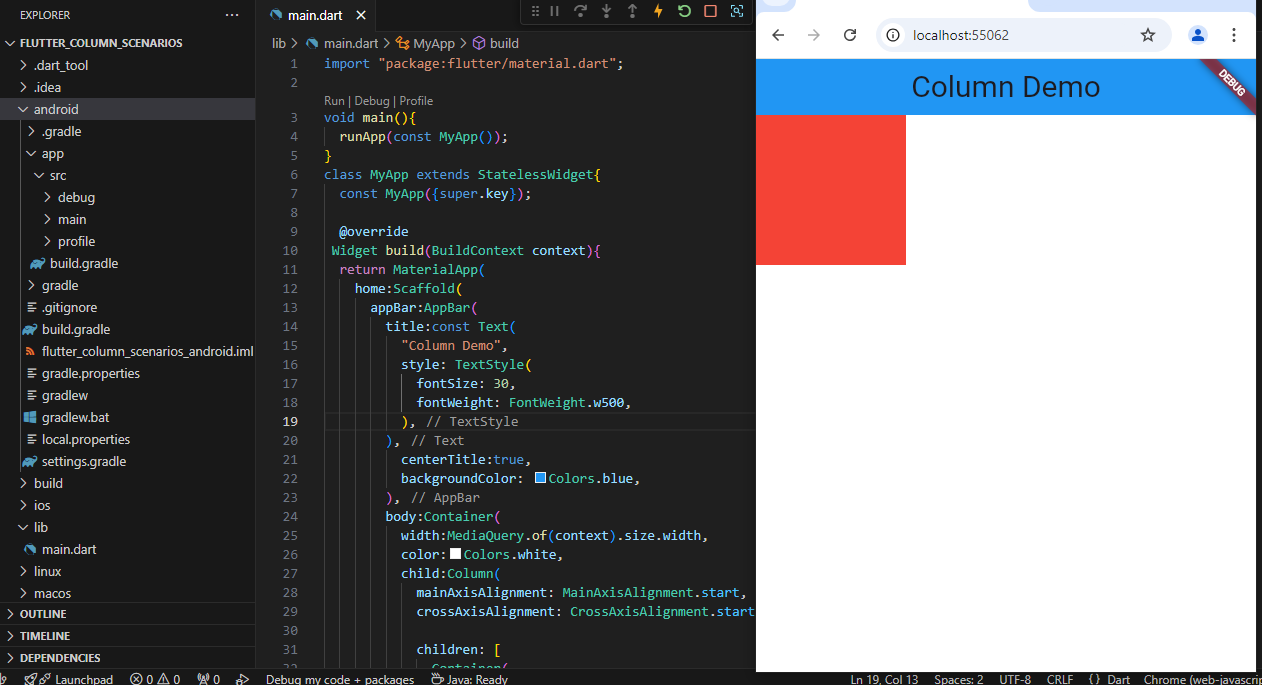 EXPLORER
FLUTTER_COLUMN_SCENARIOS
.dart_tool
.idea
android
.gradle
app
src
debug
main
profile
build.gradle
gradle
.gitignore
build.gradle
flutter_column_scenarios_android.iml
gradle.properties
gradlew
gradlew.bat
local.properties
settings.gradle
build
ios
lib
main.dart
linux
macos
OUTLINE
TIMELINE
DEPENDENCIES
main.dart
lib > main.dart > MyApp > build
1 import "package:flutter/material.dart";
2
Run | Debug | Profile
3 void main(){
4 runApp(const MyApp());
5 }
6 class MyApp extends StatelessWidget{
7 const MyApp({super.key});
8
9 @override
10 Widget build(BuildContext context){
11 return MaterialApp(
12 home:Scaffold(
13 appBar:AppBar(
14 title:const Text(
15 "Column Demo",
16 style: TextStyle(
17 fontSize: 30,
18 fontWeight: FontWeight.w500,
19 ), // TextStyle
20 ), // Text
21 centerTitle:true,
22 backgroundColor: Colors.blue,
23 ), // AppBar
24 body:Container(
25 width:MediaQuery.of(context).size.width,
26 color: Colors.white,
27 child:Column(
28 mainAxisAlignment: MainAxisAlignment.start,
29 crossAxisAlignment: CrossAxisAlignment.start
30
31 children: [
32 Container(
localhost:55062
Column Demo
DEBUG
Launchpad 0 0 0 Debug my code + packages Java: Ready Ln 19, Col 13 Spaces: 2 UTF-8 CRLF {} Dart Chrome (web-javascrip